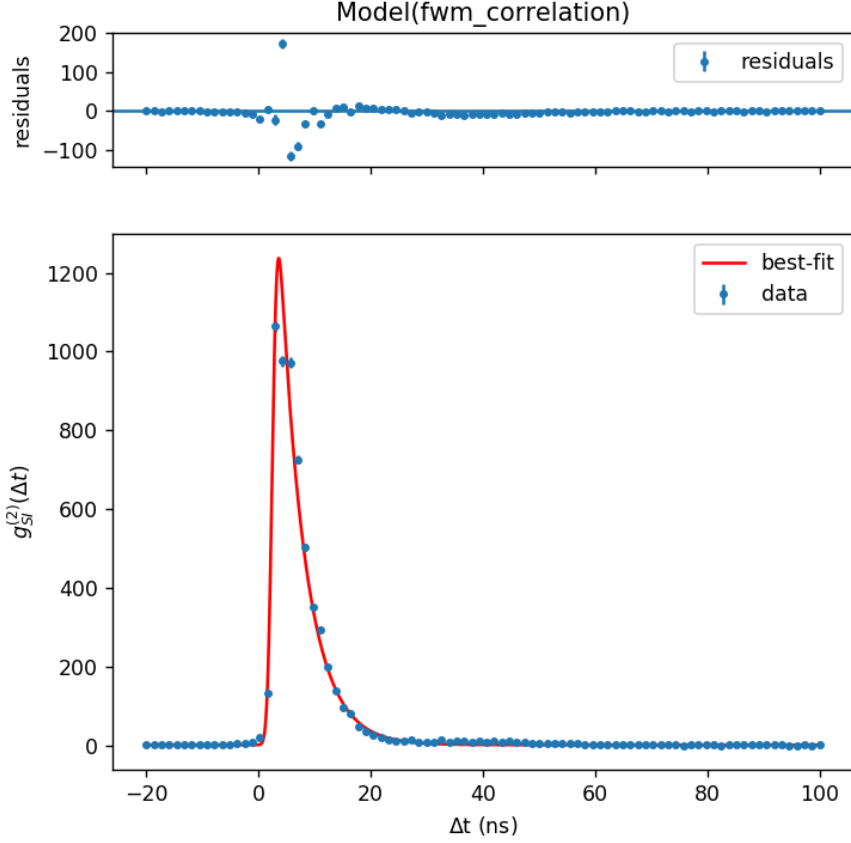 Model(fwm_correlation)
200
100
0
−100
residuals
residuals
1200
1000
800
600
400
200
0
g_{SI}^{(2)}(Δt)
best-fit
data
−20 0 20 40 60 80 100
Δt (ns)